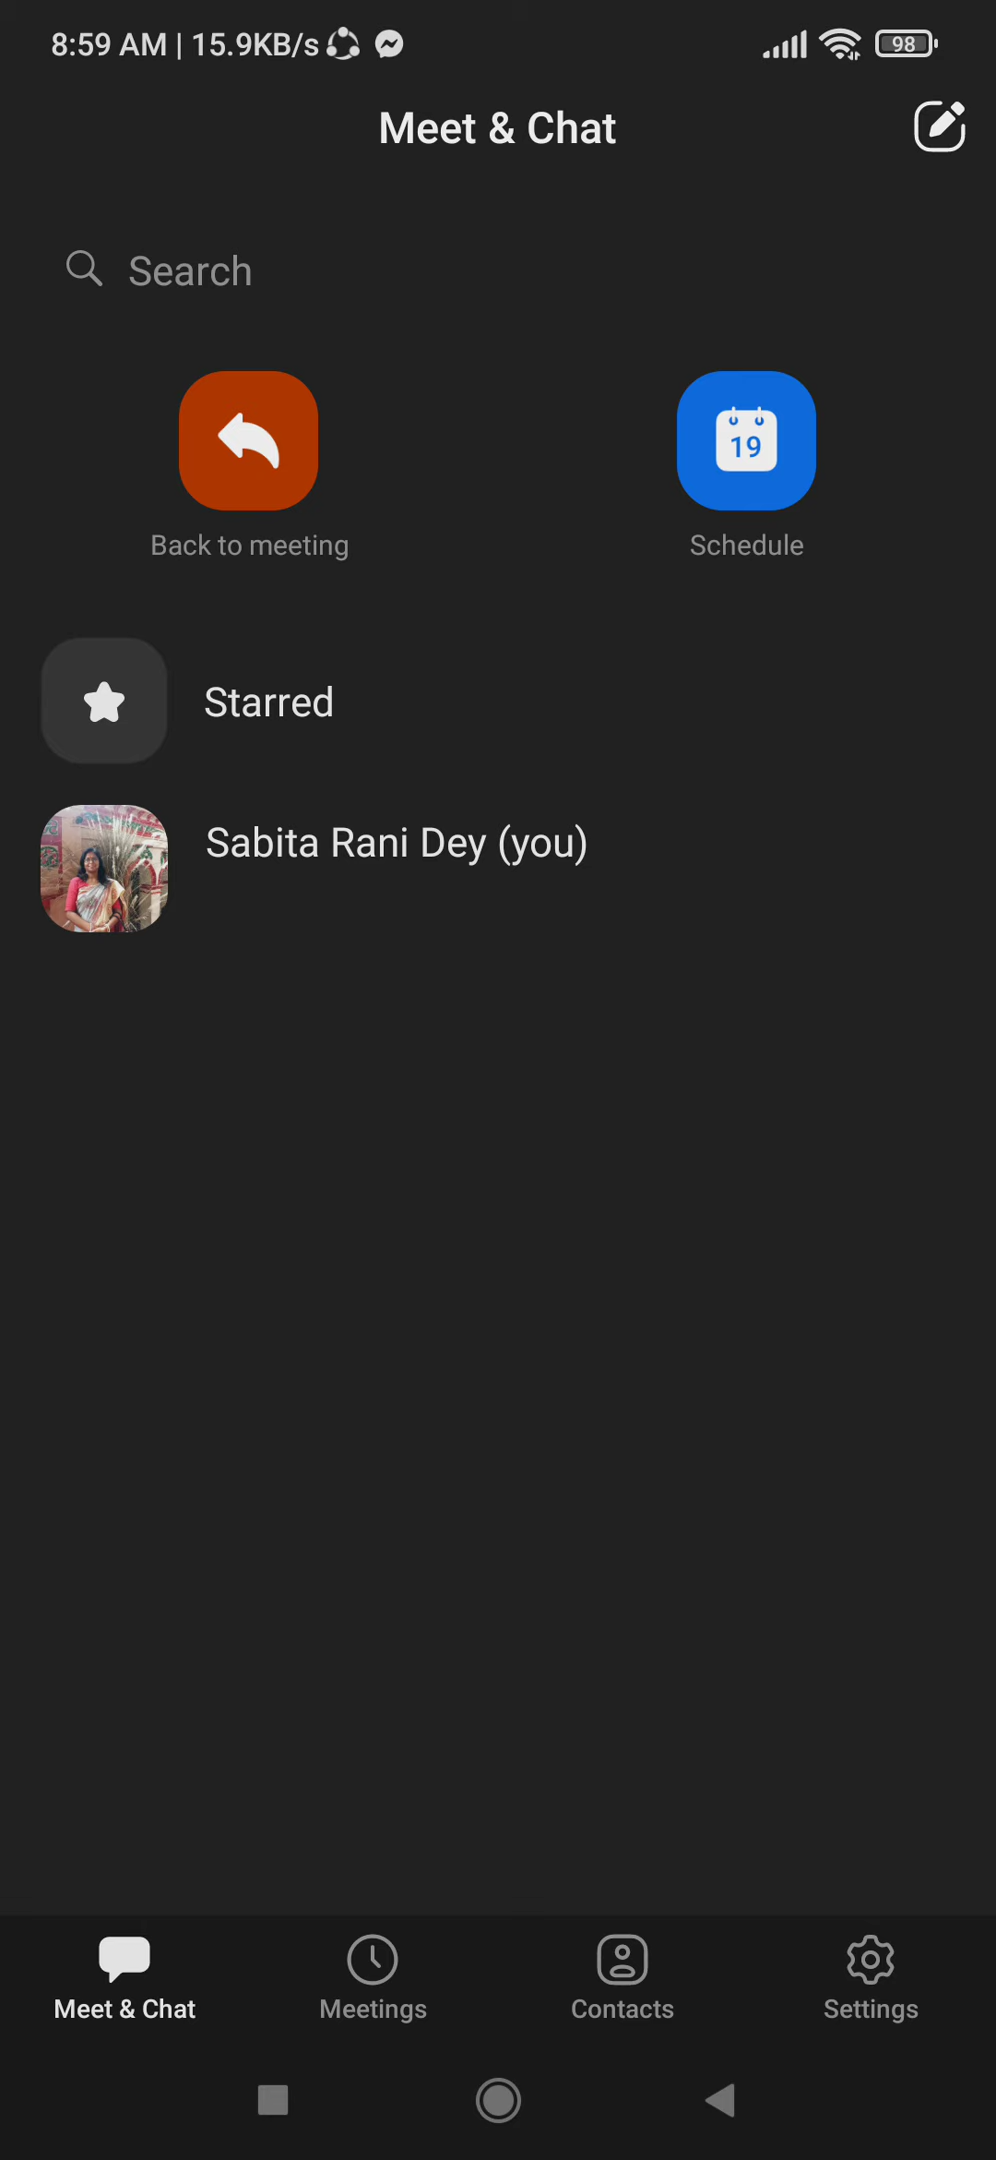 8:59 AM | 15.9KB/s 98
Meet & Chat
Search
19
Back to meeting Schedule
Starred
Sabita Rani Dey (you)
Meet & Chat Meetings Contacts Settings